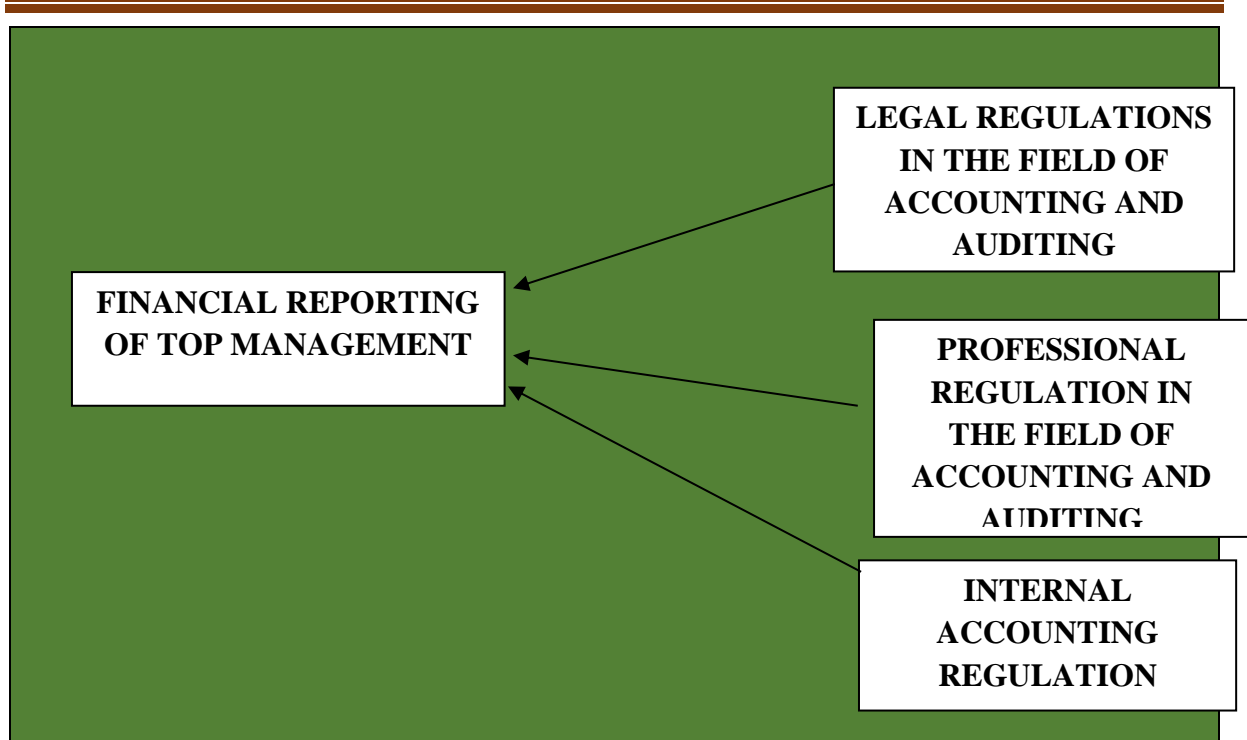 FINANCIAL REPORTING
OF TOP MANAGEMENT
LEGAL REGULATIONS
IN THE FIELD OF
ACCOUNTING AND
AUDITING
PROFESSIONAL
REGULATION IN
THE FIELD OF
ACCOUNTING AND
AUDITING
INTERNAL
ACCOUNTING
REGULATION